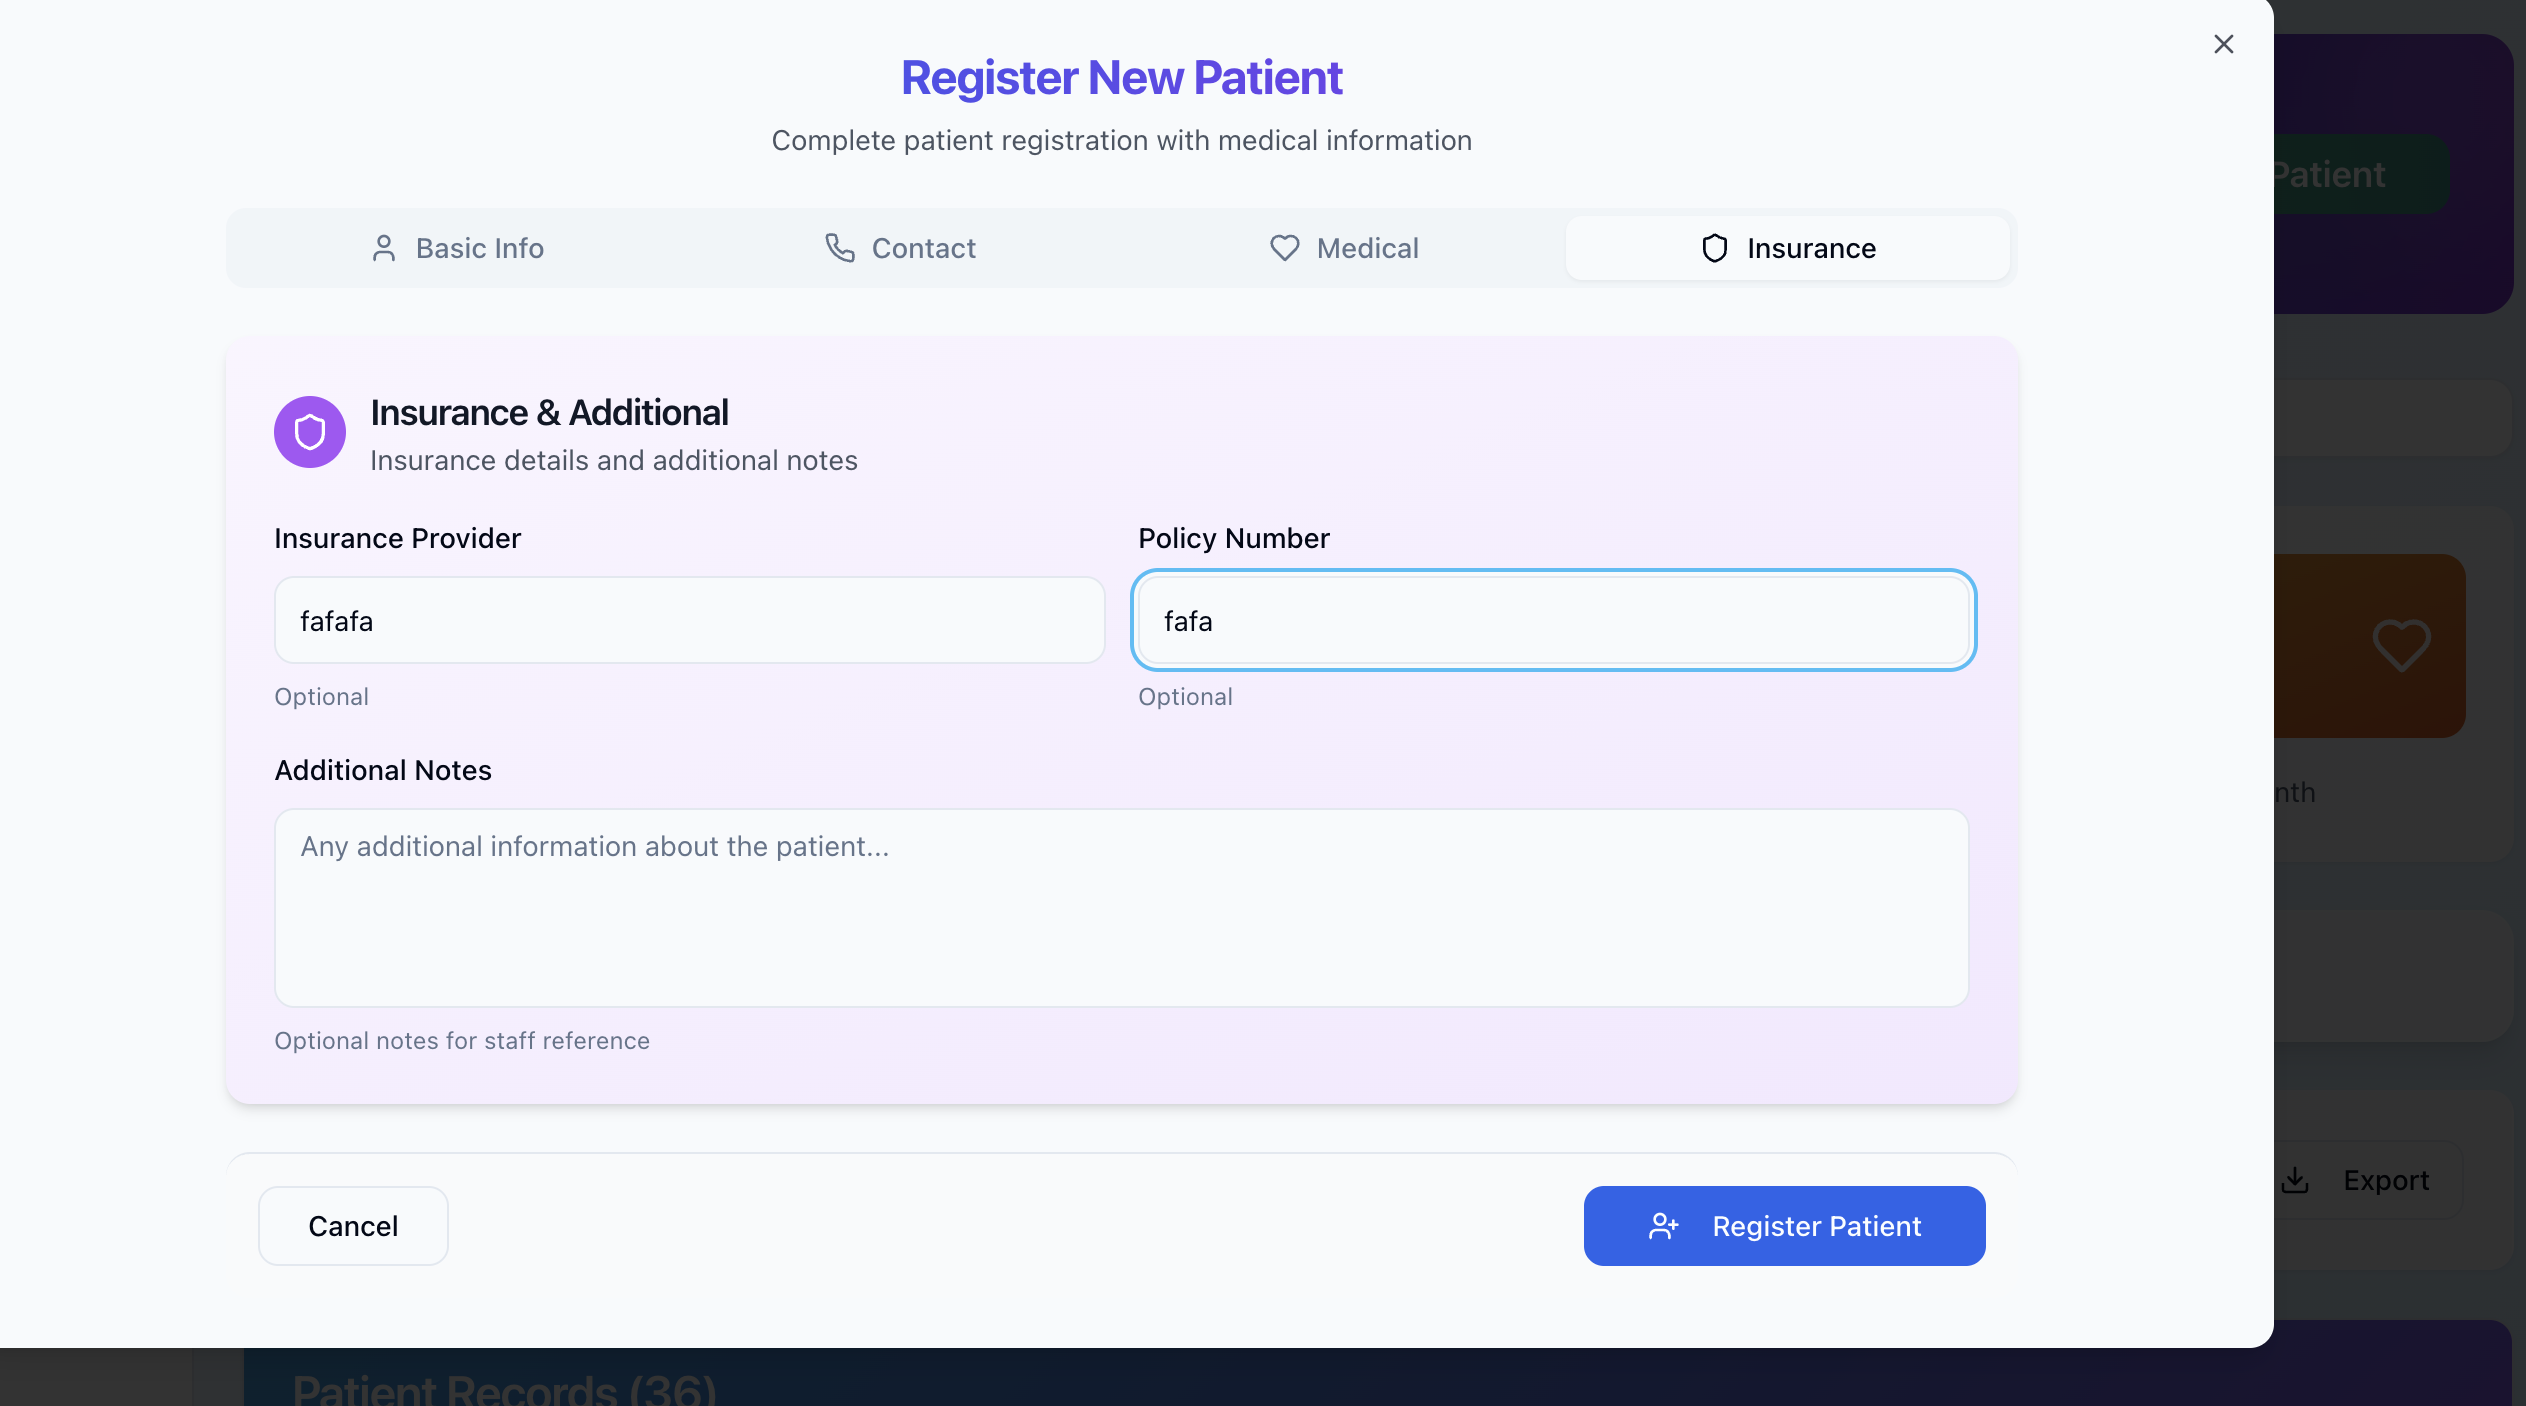 Register New Patient
Complete patient registration with medical information
Patient
Basic Info
Contact
Medical
Insurance
Insurance & Additional
Insurance details and additional notes
Insurance Provider
Policy Number
fafafa
fafa
Optional
Optional
Additional Notes
nth
Any additional information about the patient...
Optional notes for staff reference
Export
Cancel
Register Patient
Patient Records (36)